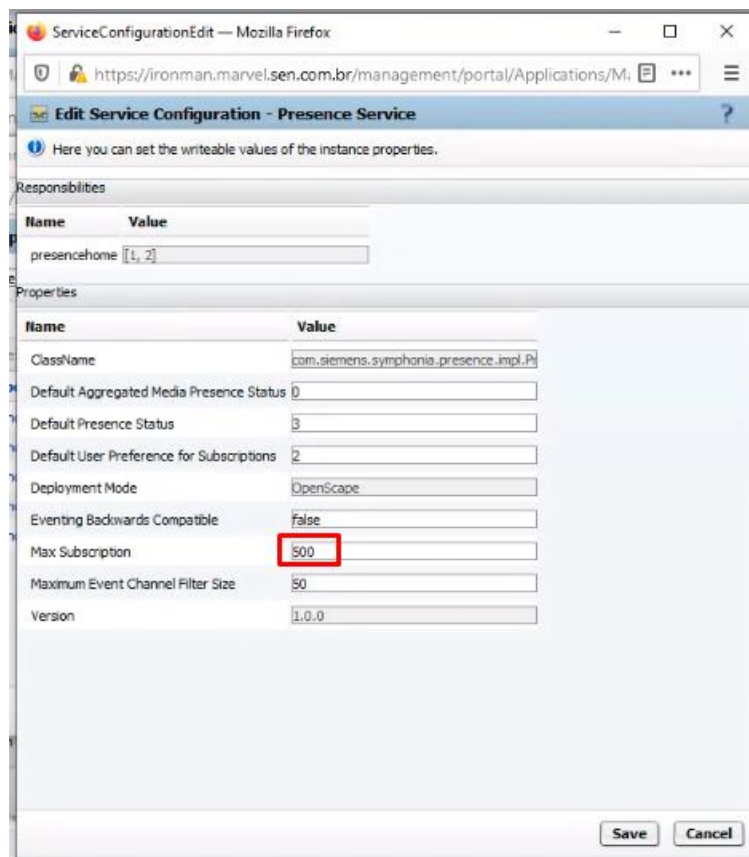 ServiceConfigurationEdit — Mozilla Firefox
https://ironman.marvel.sen.com.br/management/portal/Applications/M
Edit Service Configuration - Presence Service
?
Here you can set the writeable values of the instance properties.
Responsbilities
Name Value
presencehome [1, 2]
Properties
Name Value
ClassName com.siemens.symphonia.presence.impl.Pr
Default Aggregated Media Presence Status 0
Default Presence Status 3
Default User Preference for Subscriptions 2
Deployment Mode OpenScape
Eventing Backwards Compatible false
Max Subscription 500
Maximum Event Channel Filter Size 50
Version 1.0.0
Save Cancel